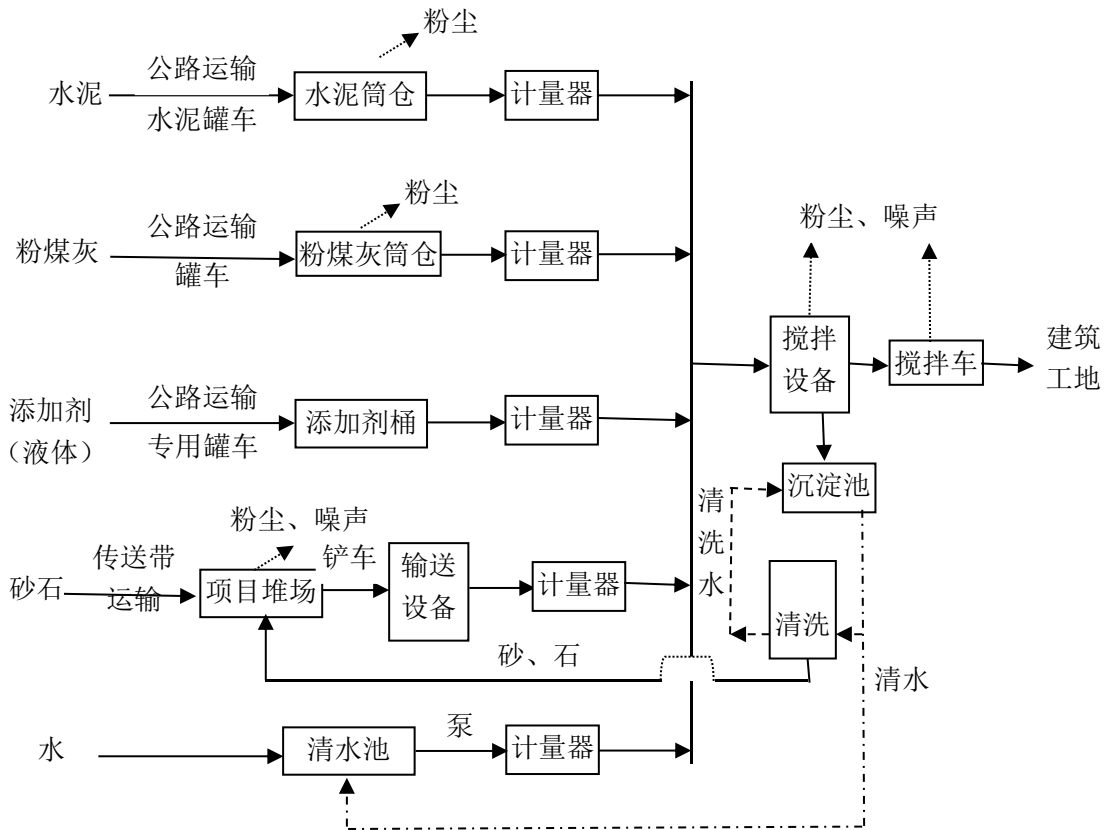 粉尘
水泥
公路运输
水泥罐车
水泥筒仓
计量器
粉尘
粉煤灰
公路运输
罐车
粉煤灰筒仓
计量器
粉尘、噪声
搅拌
设备
搅拌车
建筑
工地
添加剂
（液体）
公路运输
专用罐车
添加剂桶
计量器
沉淀池
清
洗
水
粉尘、噪声
砂石
传送带
运输
项目堆场
铲车
输送
设备
计量器
清洗
砂、石
清水
水
清水池
泵
计量器